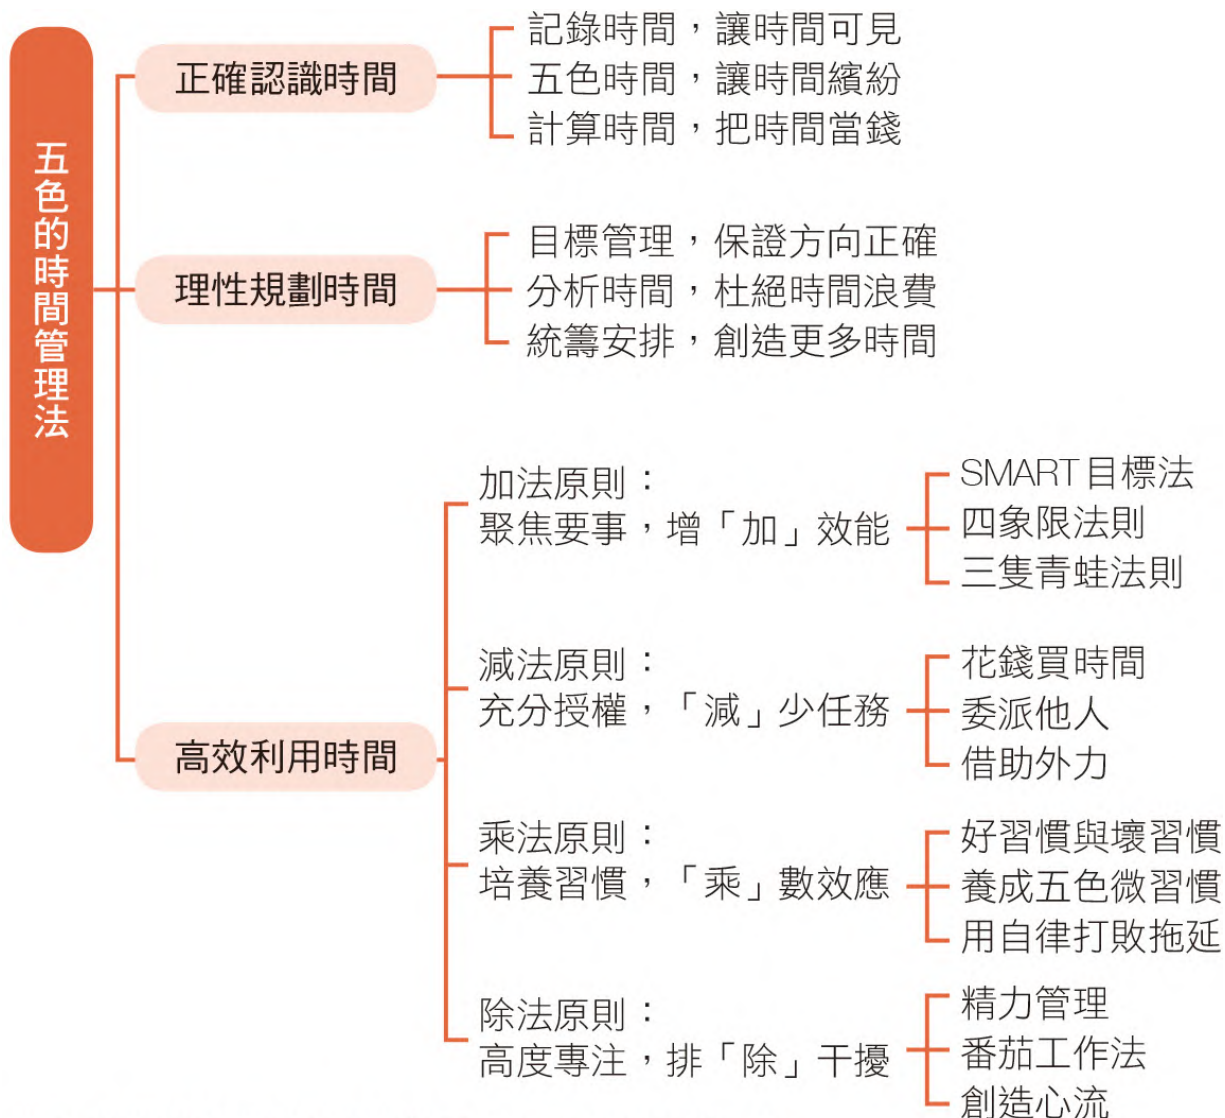 五色的時間管理法
正確認識時間
記錄時間，讓時間可見
五色時間，讓時間繽紛
計算時間，把時間當錢
理性規劃時間
目標管理，保證方向正確
分析時間，杜絕時間浪費
統籌安排，創造更多時間
高效利用時間
加法原則：
聚焦要事，增「加」效能
SMART目標法
四象限法則
三隻青蛙法則
減法原則：
充分授權，「減」少任務
花錢買時間
委派他人
借助外力
乘法原則：
培養習慣，「乘」數效應
好習慣與壞習慣
養成五色微習慣
用自律打敗拖延
除法原則：
高度專注，排「除」干擾
精力管理
番茄工作法
創造心流